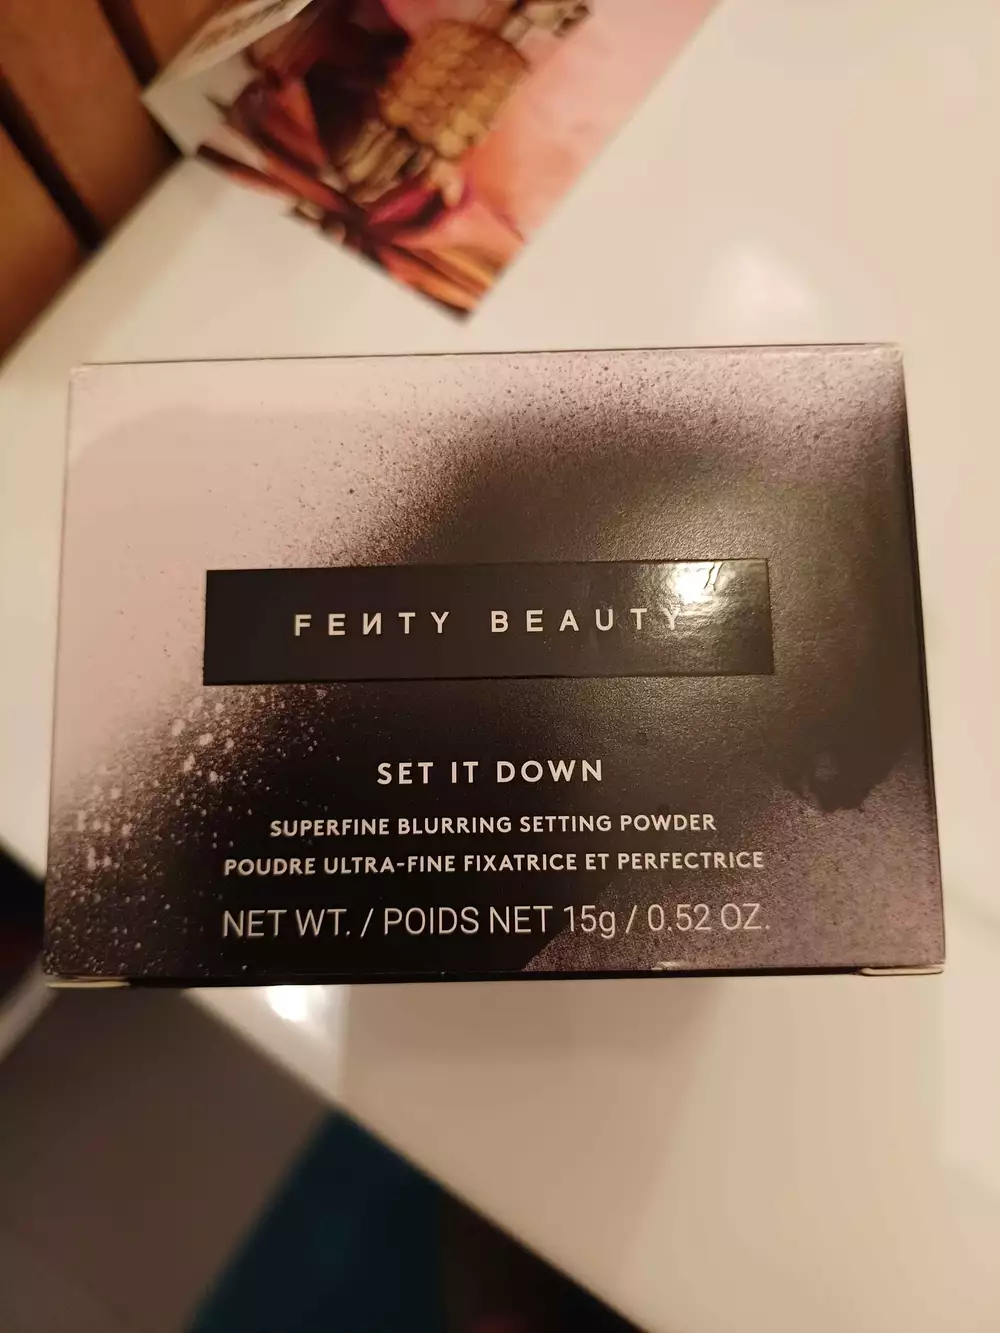 FEИTY BEAUTY
SET IT DOWN
SUPERFINE BLURRING SETTING POWDER
POUDRE ULTRA-FINE FIXATRICE ET PERFECTRICE
NET WT. / POIDS NET 15g / 0.52 OZ.